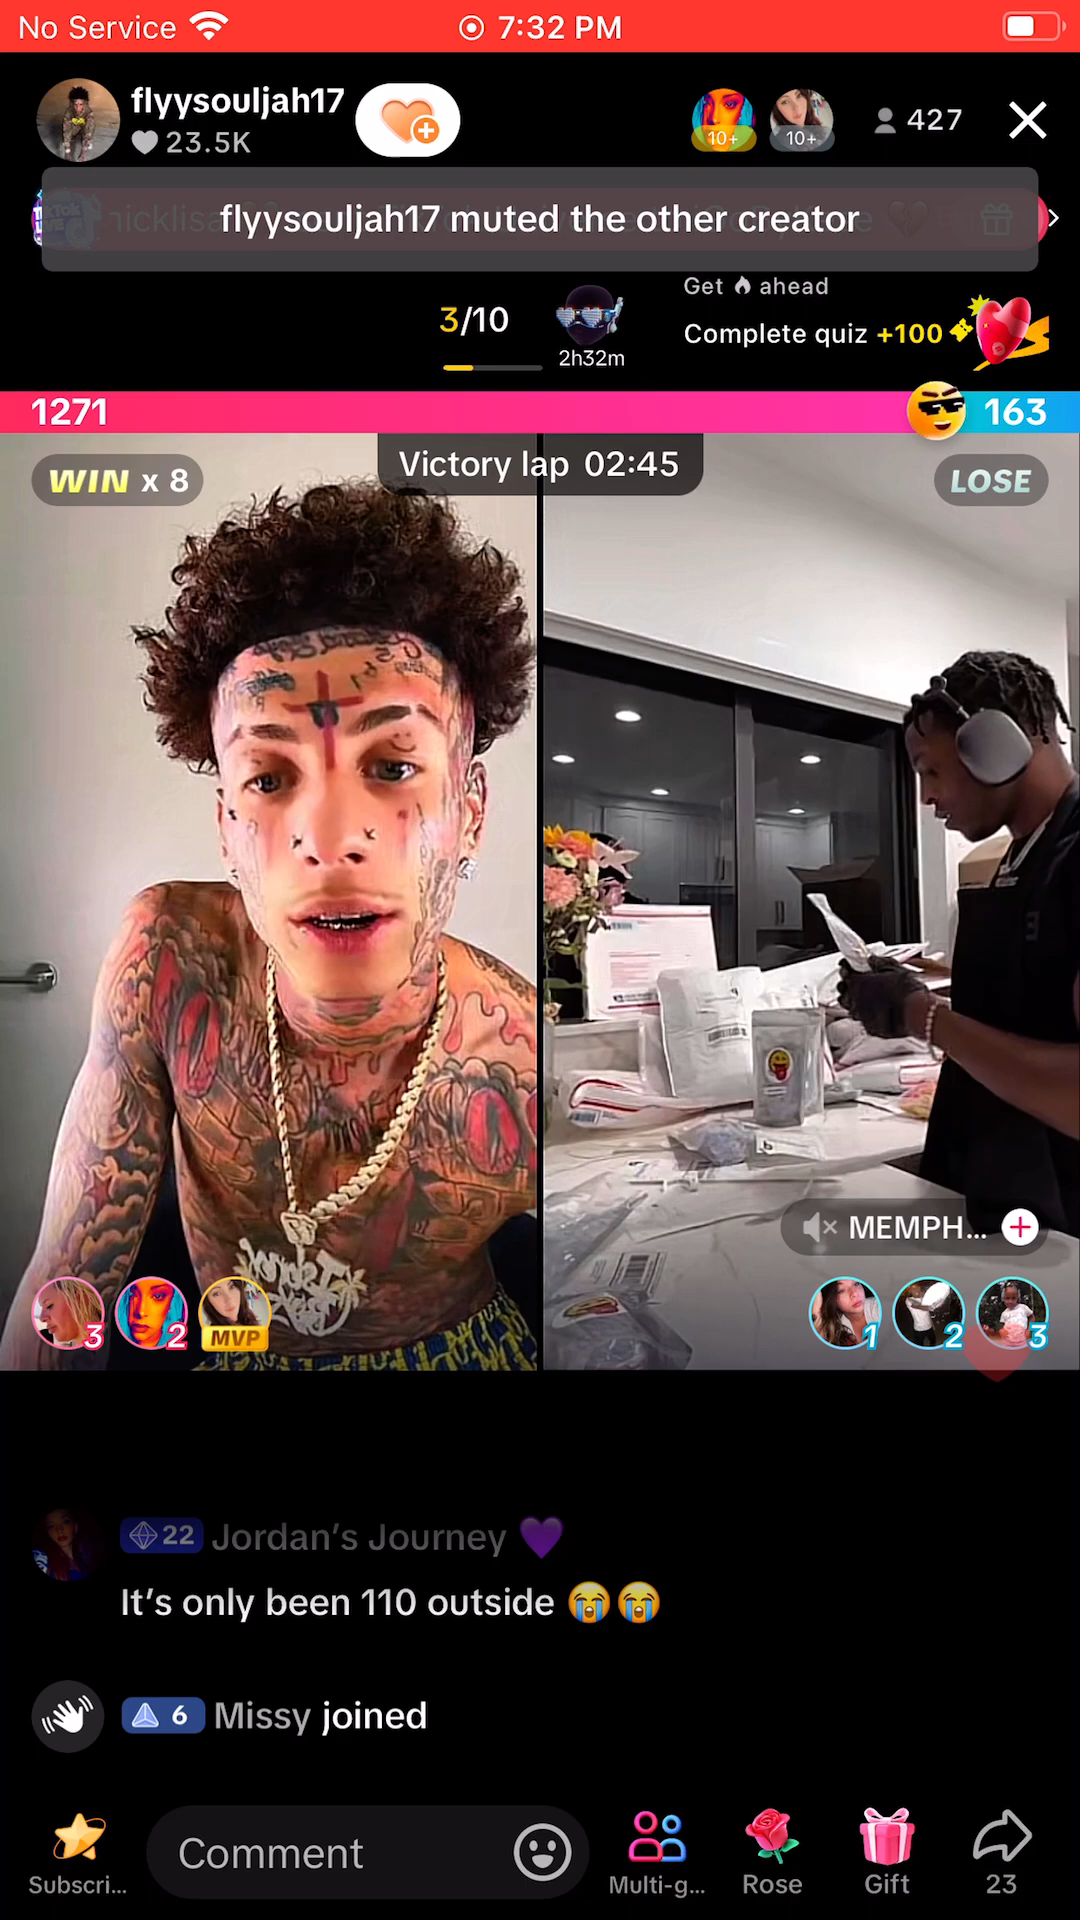 No Service 7:32 PM
flyysouljah17
23.5K
10+ 10+ 427
flyysouljah17 muted the other creator
3/10
2h32m
Get 🔥 ahead
Complete quiz +100
1271 163
Victory lap 02:45
WIN x 8
LOSE
MEMPH...
3 2 MVP
1 2 3
22 Jordan's Journey 💜
It's only been 110 outside 😭😭
6 Missy joined
Comment
Subscri... Multi-g... Rose Gift 23